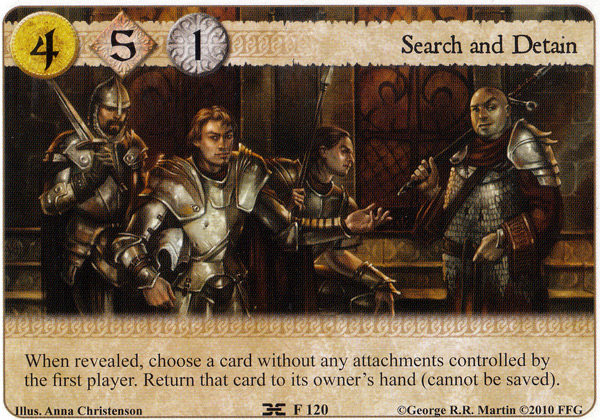 4 5 1 Search and Detain
When revealed, choose a card without any attachments controlled by
the first player. Return that card to its owner's hand (cannot be saved).
Illus. Anna Christenson F 120 ©George R.R. Martin ©2010 FFG